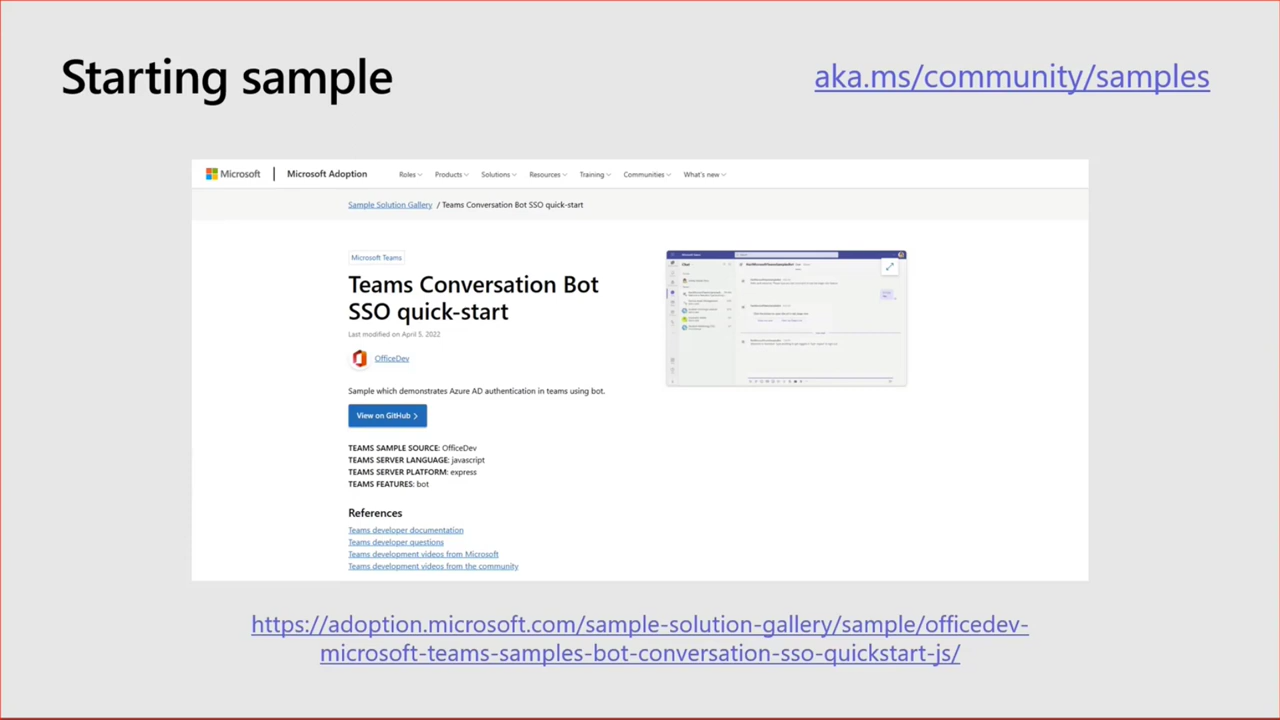 Starting sample
aka.ms/community/samples
Microsoft
Microsoft Adoption
Roles
Products
Solutions
Resources
Training
Communities
What's new
Sample Solution Gallery / Teams Conversation Bot SSO quick-start
Microsoft Teams
Teams Conversation Bot
SSO quick-start
Last modified on April 5, 2022
OfficeDev
Sample which demonstrates Azure AD authentication in teams using bot.
View on GitHub
TEAMS SAMPLE SOURCE: OfficeDev
TEAMS SERVER LANGUAGE: javascript
TEAMS SERVER PLATFORM: express
TEAMS FEATURES: bot
References
Teams developer documentation
Teams developer questions
Teams development videos from Microsoft
Teams development videos from the community
Chat
https://adoption.microsoft.com/sample-solution-gallery/sample/officedev-
microsoft-teams-samples-bot-conversation-sso-quickstart-js/